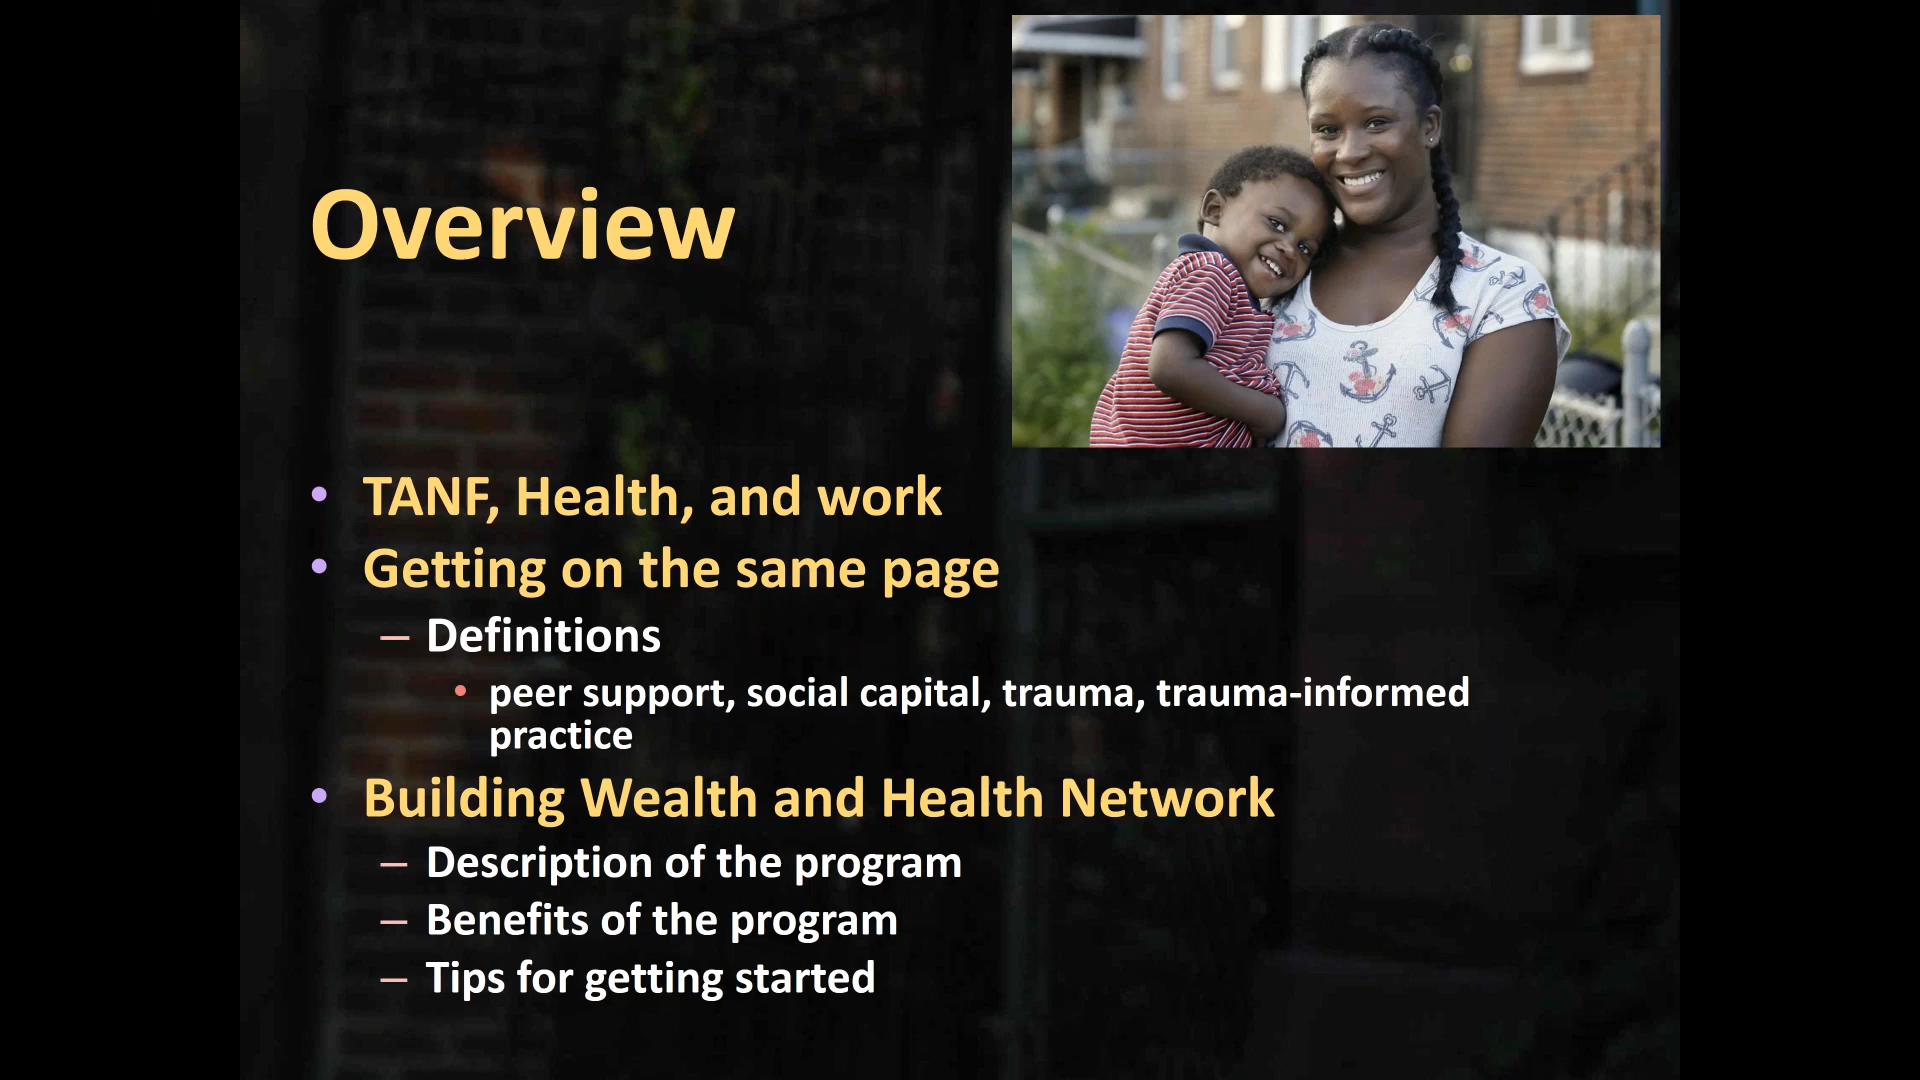 Overview
• TANF, Health, and work
• Getting on the same page
– Definitions
• peer support, social capital, trauma, trauma-informed
practice
• Building Wealth and Health Network
– Description of the program
– Benefits of the program
– Tips for getting started